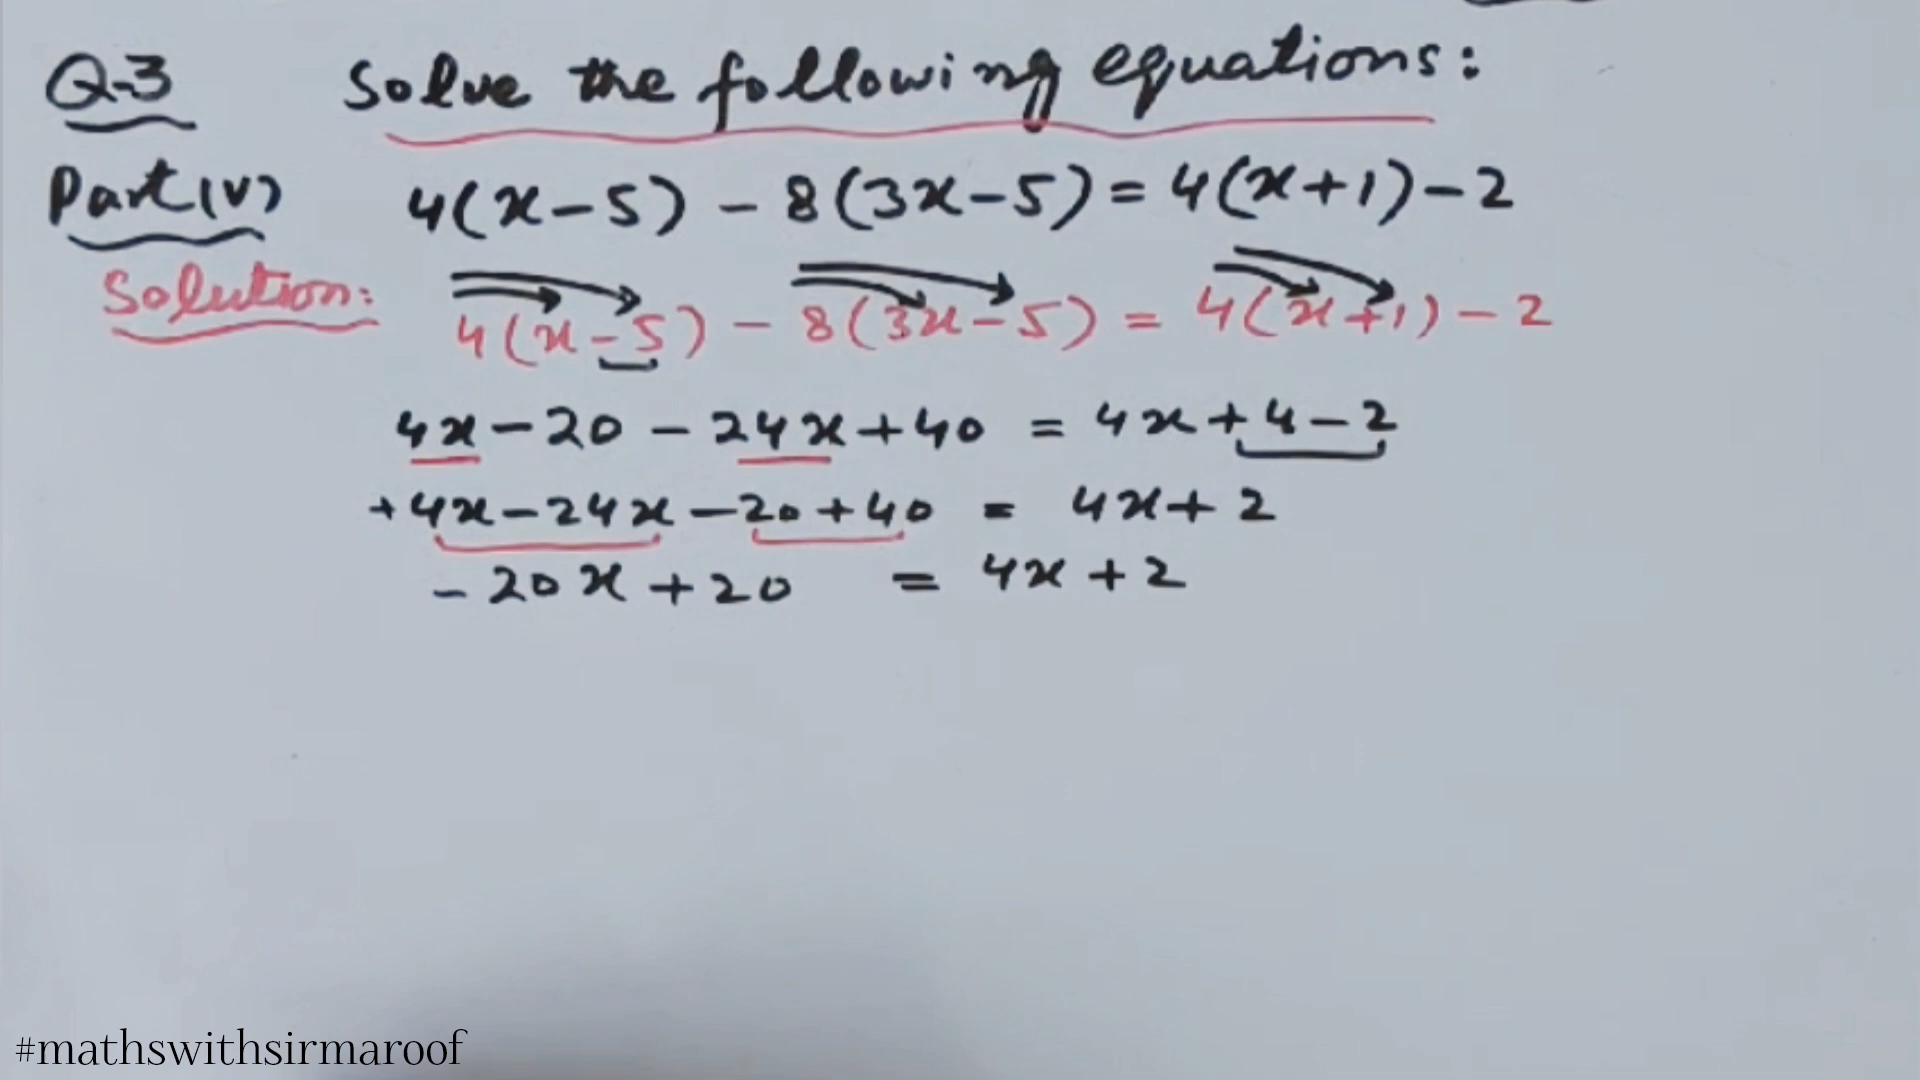 Q-3 Solve the following equations:
Part (v) 4(x-5) - 8(3x-5) = 4(x+1) - 2
Solution: 4(x-5) - 8(3x-5) = 4(x+1) - 2
4x - 20 - 24x + 40 = 4x + 4 - 2
+4x - 24x - 20 + 40 = 4x + 2
- 20x + 20 = 4x + 2
#mathswithsirmaroof